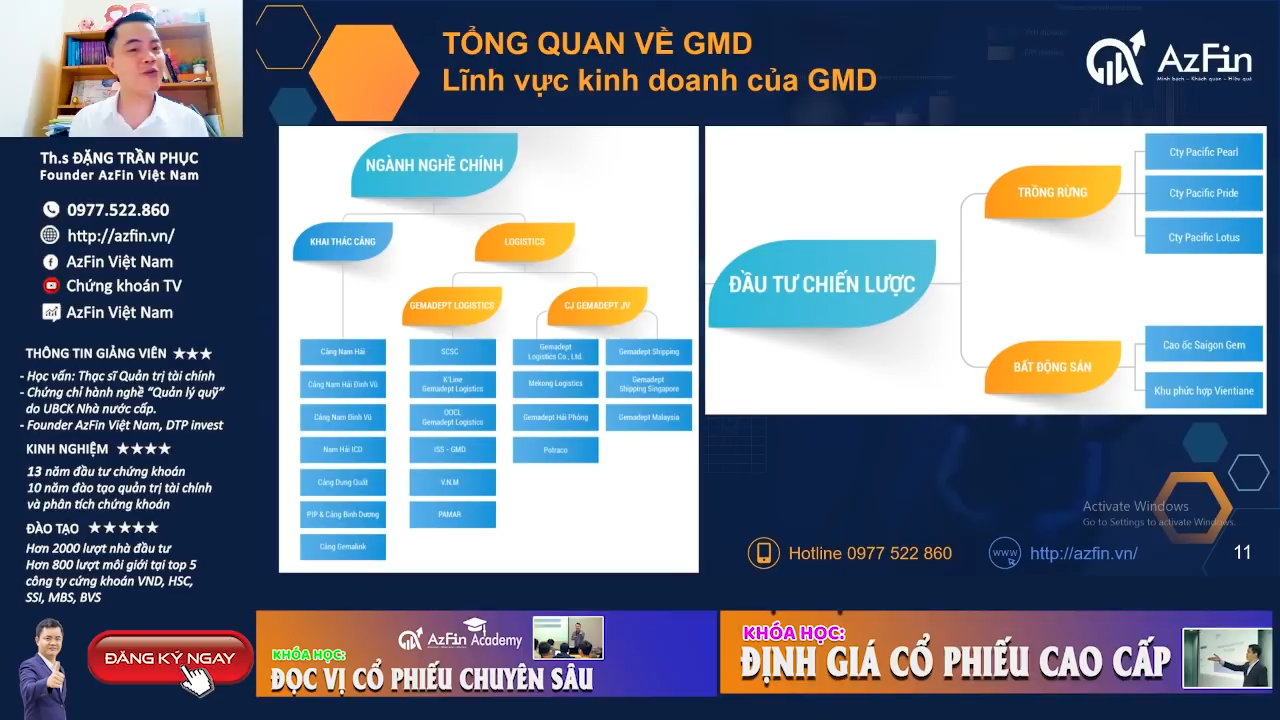 TỔNG QUAN VỀ GMD
Lĩnh vực kinh doanh của GMD
AzFin
Minh bạch - Khách quan - Hiệu quả
Th.s ĐẶNG TRẦN PHỤC
Founder AzFin Việt Nam
0977.522.860
http://azfin.vn/
AzFin Việt Nam
Chứng khoán TV
AzFin Việt Nam
THÔNG TIN GIẢNG VIÊN ★★★
- Học vấn: Thạc sĩ Quản trị tài chính
- Chứng chỉ hành nghề “Quản lý quỹ”
do UBCK Nhà nước cấp.
- Founder AzFin Việt Nam, DTP invest
KINH NGHIỆM ★★★★
13 năm đầu tư chứng khoán
10 năm đào tạo quản trị tài chính
và phân tích chứng khoán
ĐÀO TẠO ★★★★★
Hơn 2000 lượt nhà đầu tư
Hơn 800 lượt môi giới tại top 5
công ty cứng khoán VND, HSC,
SSI, MBS, BVS
ĐĂNG KÝ NGAY
NGÀNH NGHỀ CHÍNH
KHAI THÁC CẢNG
LOGISTICS
GEMADEPT LOGISTICS
CJ GEMADEPT JV
Cảng Nam Hải
Cảng Nam Hải Đình Vũ
Cảng Nam Đình Vũ
Nam Hải ICD
Cảng Dung Quất
PIP & Cảng Bình Dương
Cảng Gemalink
SCSC
K'Line
Gemadept Logistics
OOCL
Gemadept Logistics
ISS - GMD
V.N.M
PAMAR
Gemadept
Logistics Co., Ltd.
Mekong Logistics
Gemadept Hải Phòng
Potraco
Gemadept Shipping
Gemadept
Shipping Singapore
Gemadept Malaysia
ĐẦU TƯ CHIẾN LƯỢC
TRỒNG RỪNG
Cty Pacific Pearl
Cty Pacific Pride
Cty Pacific Lotus
BẤT ĐỘNG SẢN
Cao ốc Saigon Gem
Khu phức hợp Vientiane
Activate Windows
Go to Settings to activate Windows.
Hotline 0977 522 860
www
http://azfin.vn/
11
AzFin Academy
KHÓA HỌC:
ĐỌC VỊ CỔ PHIẾU CHUYÊN SÂU
KHÓA HỌC:
ĐỊNH GIÁ CỔ PHIẾU CAO CẤP